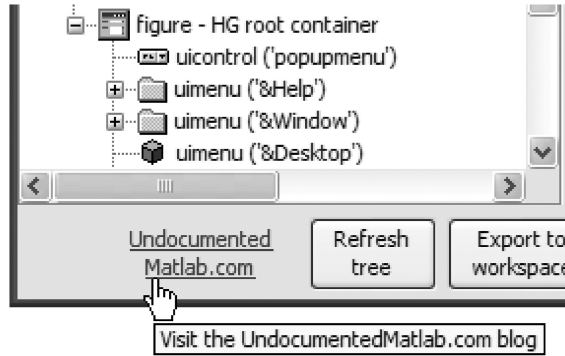 figure - HG root container
uicontrol ('popupmenu')
uimenu ('&Help')
uimenu ('&Window')
uimenu ('&Desktop')
Undocumented
Matlab.com
Refresh
tree
Export to
workspace
Visit the UndocumentedMatlab.com blog